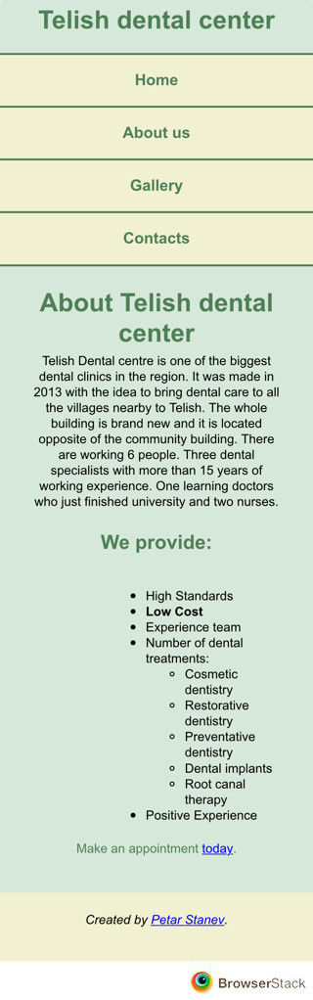 Telish dental center
Home
About us
Gallery
Contacts
About Telish dental
center
Telish Dental centre is one of the biggest
dental clinics in the region. It was made in
2013 with the idea to bring dental care to all
the villages nearby to Telish. The whole
building is brand new and it is located
opposite of the community building. There
are working 6 people. Three dental
specialists with more than 15 years of
working experience. One learning doctors
who just finished university and two nurses.
We provide:
High Standards
Low Cost
Experience team
Number of dental
treatments:
Cosmetic
dentistry
Restorative
dentistry
Preventative
dentistry
Dental implants
Root canal
therapy
Positive Experience
Make an appointment today.
Created by Petar Stanev.
BrowserStack